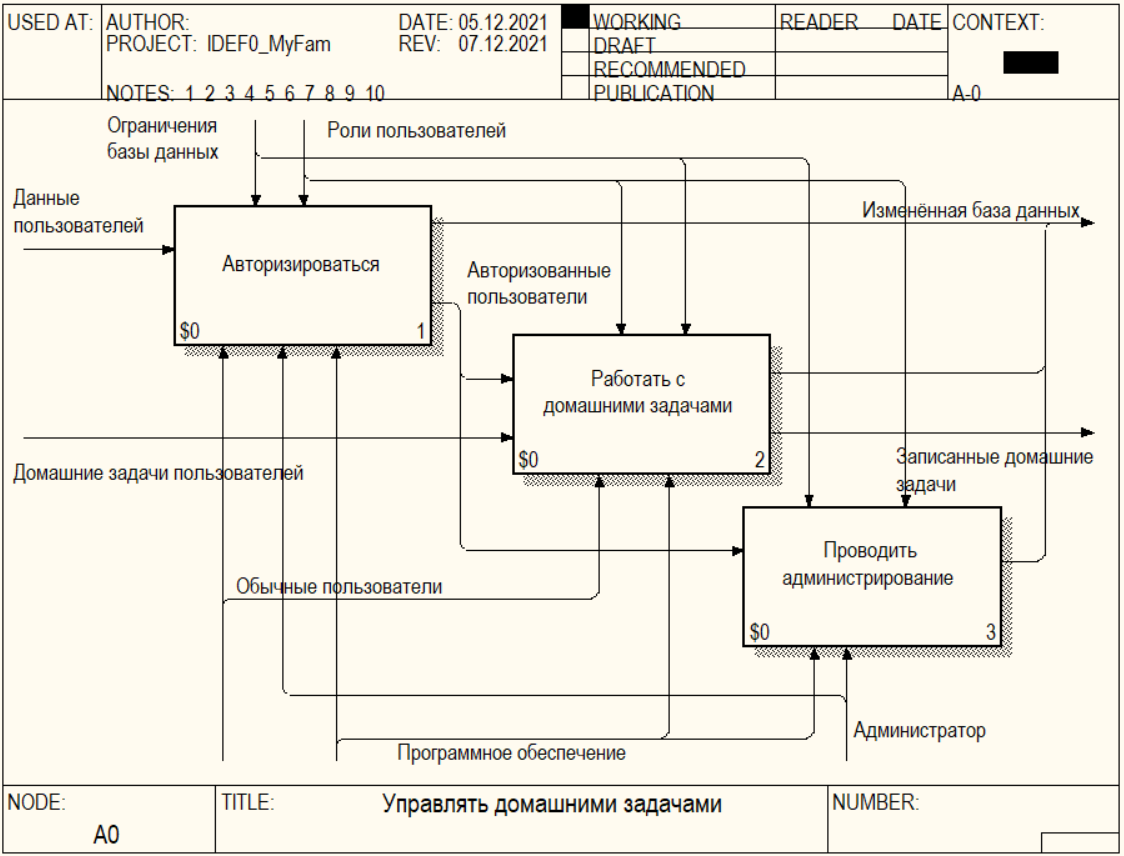 USED AT:
AUTHOR:
DATE: 05.12.2021
PROJECT: IDEF0_MyFam
REV: 07.12.2021
NOTES: 1 2 3 4 5 6 7 8 9 10
WORKING
DRAFT
RECOMMENDED
PUBLICATION
READER
DATE
CONTEXT:
A-0
Ограничения
базы данных
Роли пользователей
Данные
пользователей
Изменённая база данных
Авторизироваться
$0
1
Авторизованные
пользователи
Работать с
домашними задачами
$0
2
Домашние задачи пользователей
Записанные домашние
задачи
Проводить
администрирование
$0
3
Обычные пользователи
Администратор
Программное обеспечение
NODE:
A0
TITLE:
Управлять домашними задачами
NUMBER: